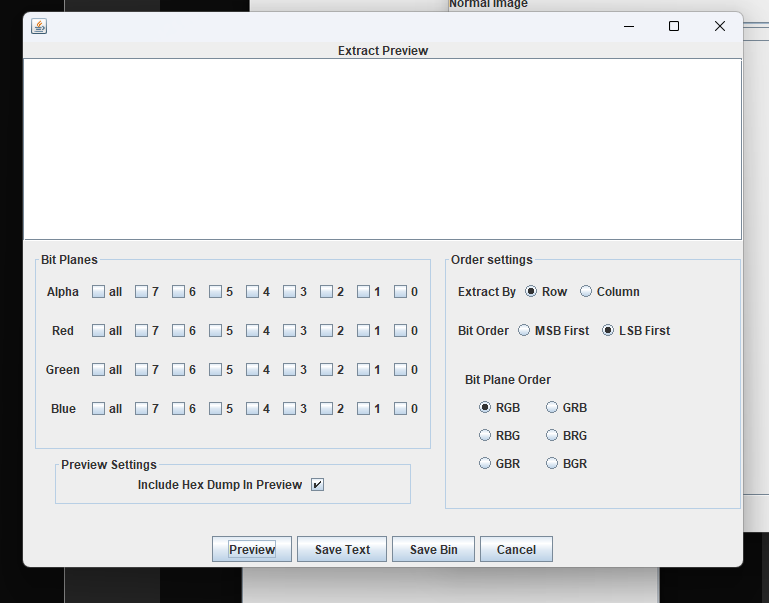 Normal Image
Extract Preview
Bit Planes
Alpha all 7 6 5 4 3 2 1 0
Red all 7 6 5 4 3 2 1 0
Green all 7 6 5 4 3 2 1 0
Blue all 7 6 5 4 3 2 1 0
Preview Settings
Include Hex Dump In Preview
Order settings
Extract By Row Column
Bit Order MSB First LSB First
Bit Plane Order
RGB GRB
RBG BRG
GBR BGR
Preview Save Text Save Bin Cancel